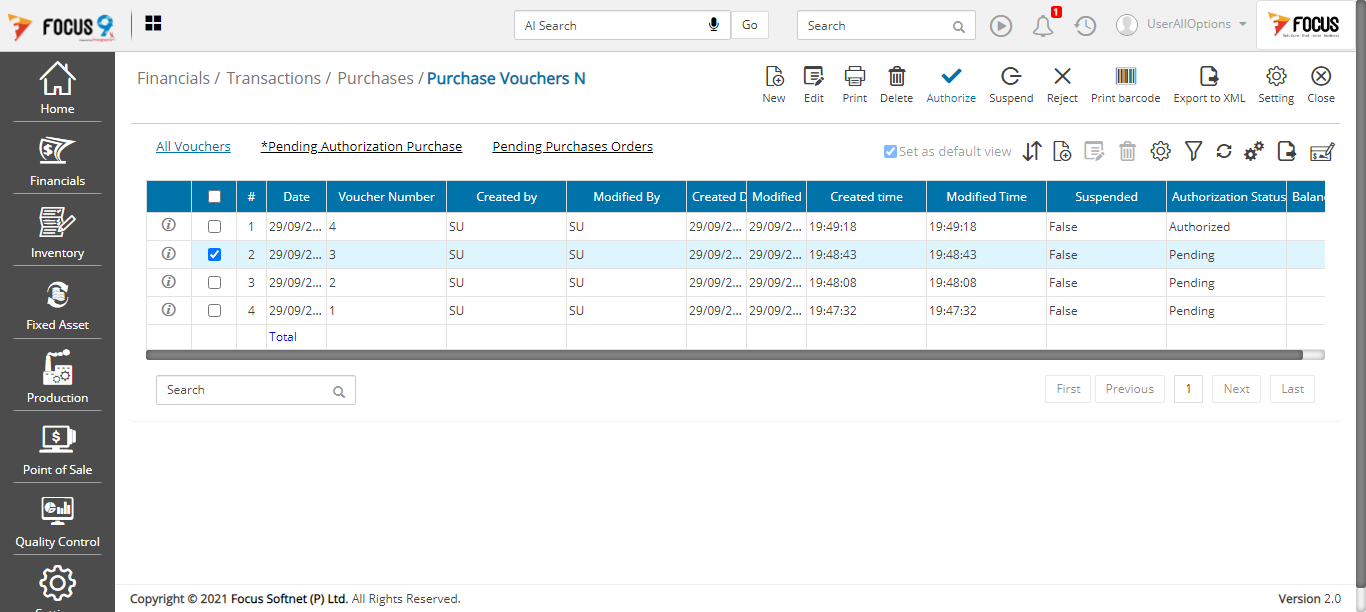 FOCUS 9
AI Search
Go
Search
1
UserAllOptions
FOCUS
Home
Financials
Inventory
Fixed Asset
Production
Point of Sale
Quality Control
Financials / Transactions / Purchases / Purchase Vouchers N
New Edit Print Delete Authorize Suspend Reject Print barcode Export to XML Setting Close
All Vouchers *Pending Authorization Purchase Pending Purchases Orders
Set as default view
# Date Voucher Number Created by Modified By Created D Modified Created time Modified Time Suspended Authorization Status Balan
1 29/09/2... 4 SU SU 29/09/2... 29/09/2... 19:49:18 19:49:18 False Authorized
2 29/09/2... 3 SU SU 29/09/2... 29/09/2... 19:48:43 19:48:43 False Pending
3 29/09/2... 2 SU SU 29/09/2... 29/09/2... 19:48:08 19:48:08 False Pending
4 29/09/2... 1 SU SU 29/09/2... 29/09/2... 19:47:32 19:47:32 False Pending
Total
Search
First Previous 1 Next Last
Copyright © 2021 Focus Softnet (P) Ltd. All Rights Reserved.
Version 2.0